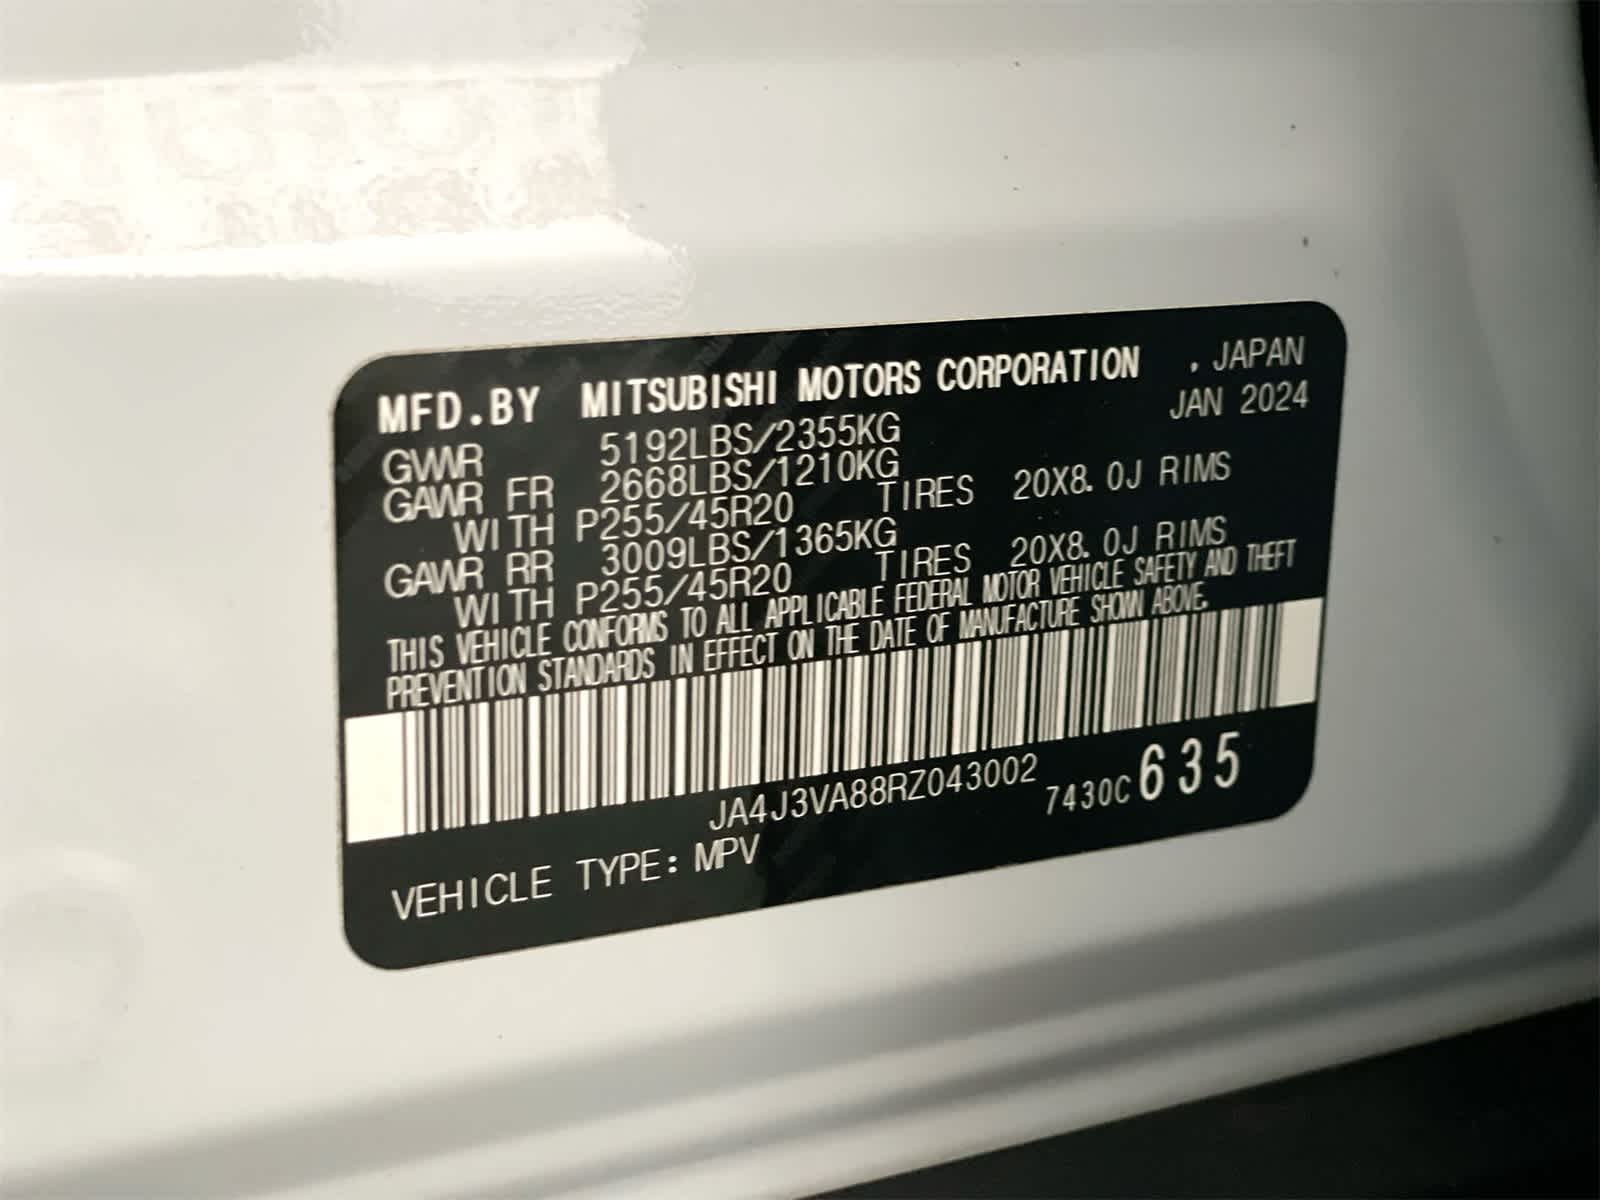 MFD.BY MITSUBISHI MOTORS CORPORATION , JAPAN
JAN 2024
GVWR 5192LBS/2355KG
GAWR FR 2668LBS/1210KG
WITH P255/45R20 TIRES 20X8.0J RIMS
GAWR RR 3009LBS/1365KG
WITH P255/45R20 TIRES 20X8.0J RIMS
THIS VEHICLE CONFORMS TO ALL APPLICABLE FEDERAL MOTOR VEHICLE SAFETY AND THEFT
PREVENTION STANDARDS IN EFFECT ON THE DATE OF MANUFACTURE SHOWN ABOVE.
JA4J3VA88RZ043002 7430C635
VEHICLE TYPE: MPV